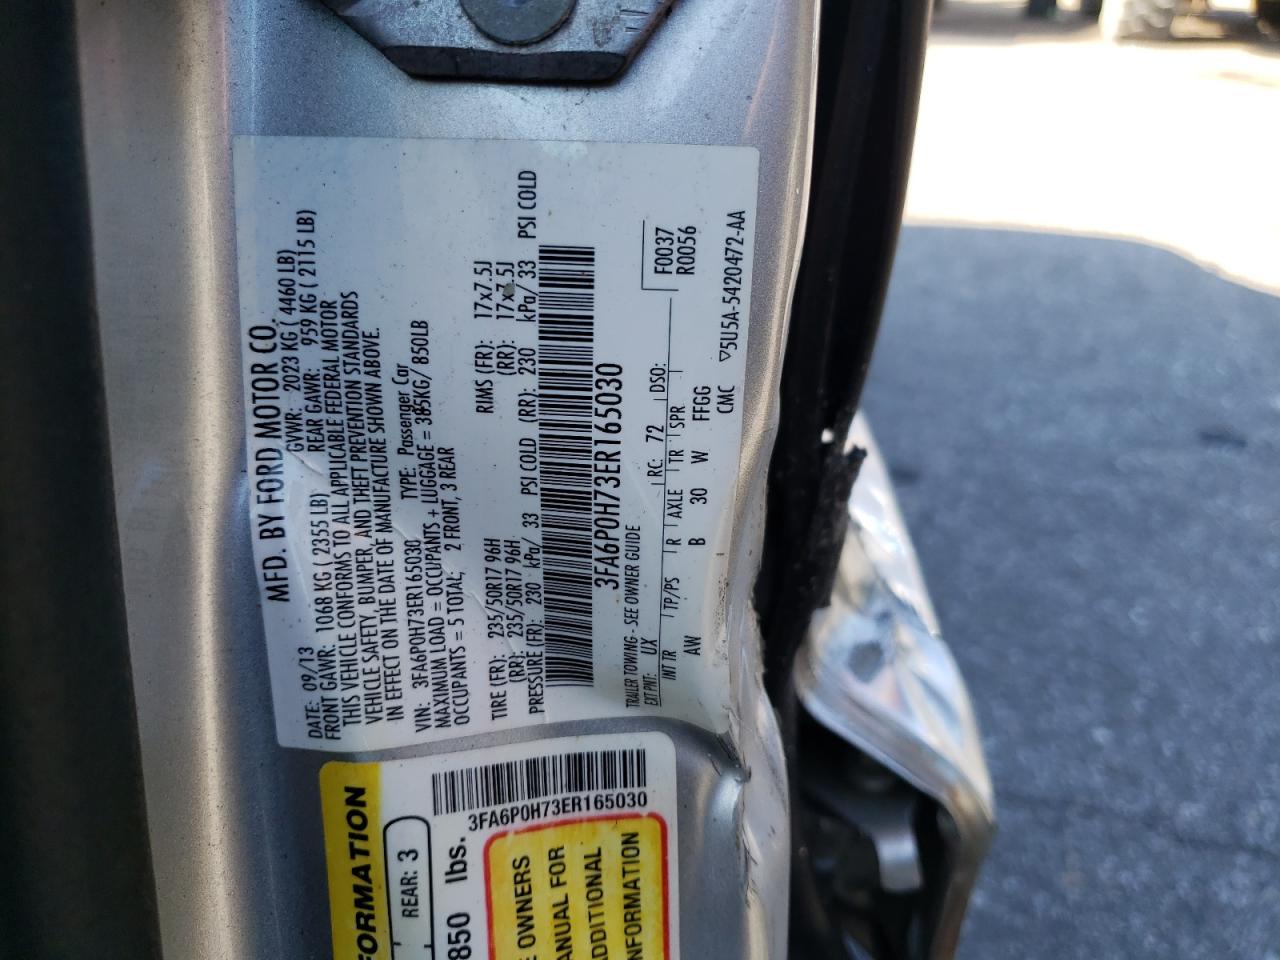 MFD. BY FORD MOTOR CO.
DATE: 09/13 GVWR: 2023 KG ( 4460 LB)
FRONT GAWR: 1068 KG ( 2355 LB) REAR GAWR: 959 KG ( 2115 LB)
THIS VEHICLE CONFORMS TO ALL APPLICABLE FEDERAL MOTOR
VEHICLE SAFETY, BUMPER, AND THEFT PREVENTION STANDARDS
IN EFFECT ON THE DATE OF MANUFACTURE SHOWN ABOVE.
VIN: 3FA6P0H73ER165030 TYPE: Passenger Car
MAXIMUM LOAD = OCCUPANTS + LUGGAGE = 385KG/ 850LB
OCCUPANTS = 5 TOTAL: 2 FRONT, 3 REAR
TIRE (FR): 235/50R17 96H RIMS (FR): 17x7.5J
(RR): 235/50R17 96H (RR): 17x7.5J
PRESSURE (FR): 230 kPa/ 33 PSI COLD (RR): 230 kPa/ 33 PSI COLD
3FA6P0H73ER165030
TRAILER TOWING - SEE OWNER GUIDE
EXT PNT: UX RC: 72 DSO: F0037
INT TR TP/PS R AXLE TR SPR R0056
AW B 30 W FFGG
CMC ▽5U5A-5420472-AA
FORMATION
REAR: 3
850 lbs.
3FA6P0H73ER165030
E OWNERS
ANUAL FOR
ADDITIONAL
NFORMATION